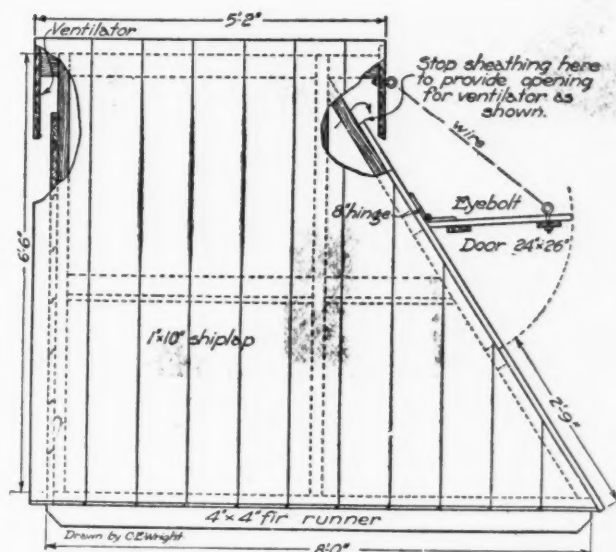 5'-2"
Ventilator
Stop sheathing here
to provide opening
for ventilator as
shown.
Wire
Eyebolt
8" hinge
Door 24"x26"
6'-6"
1"x10" shiplap
2'-9"
4"x4" fir runner
Drawn by C.E.Wright
8'-0"